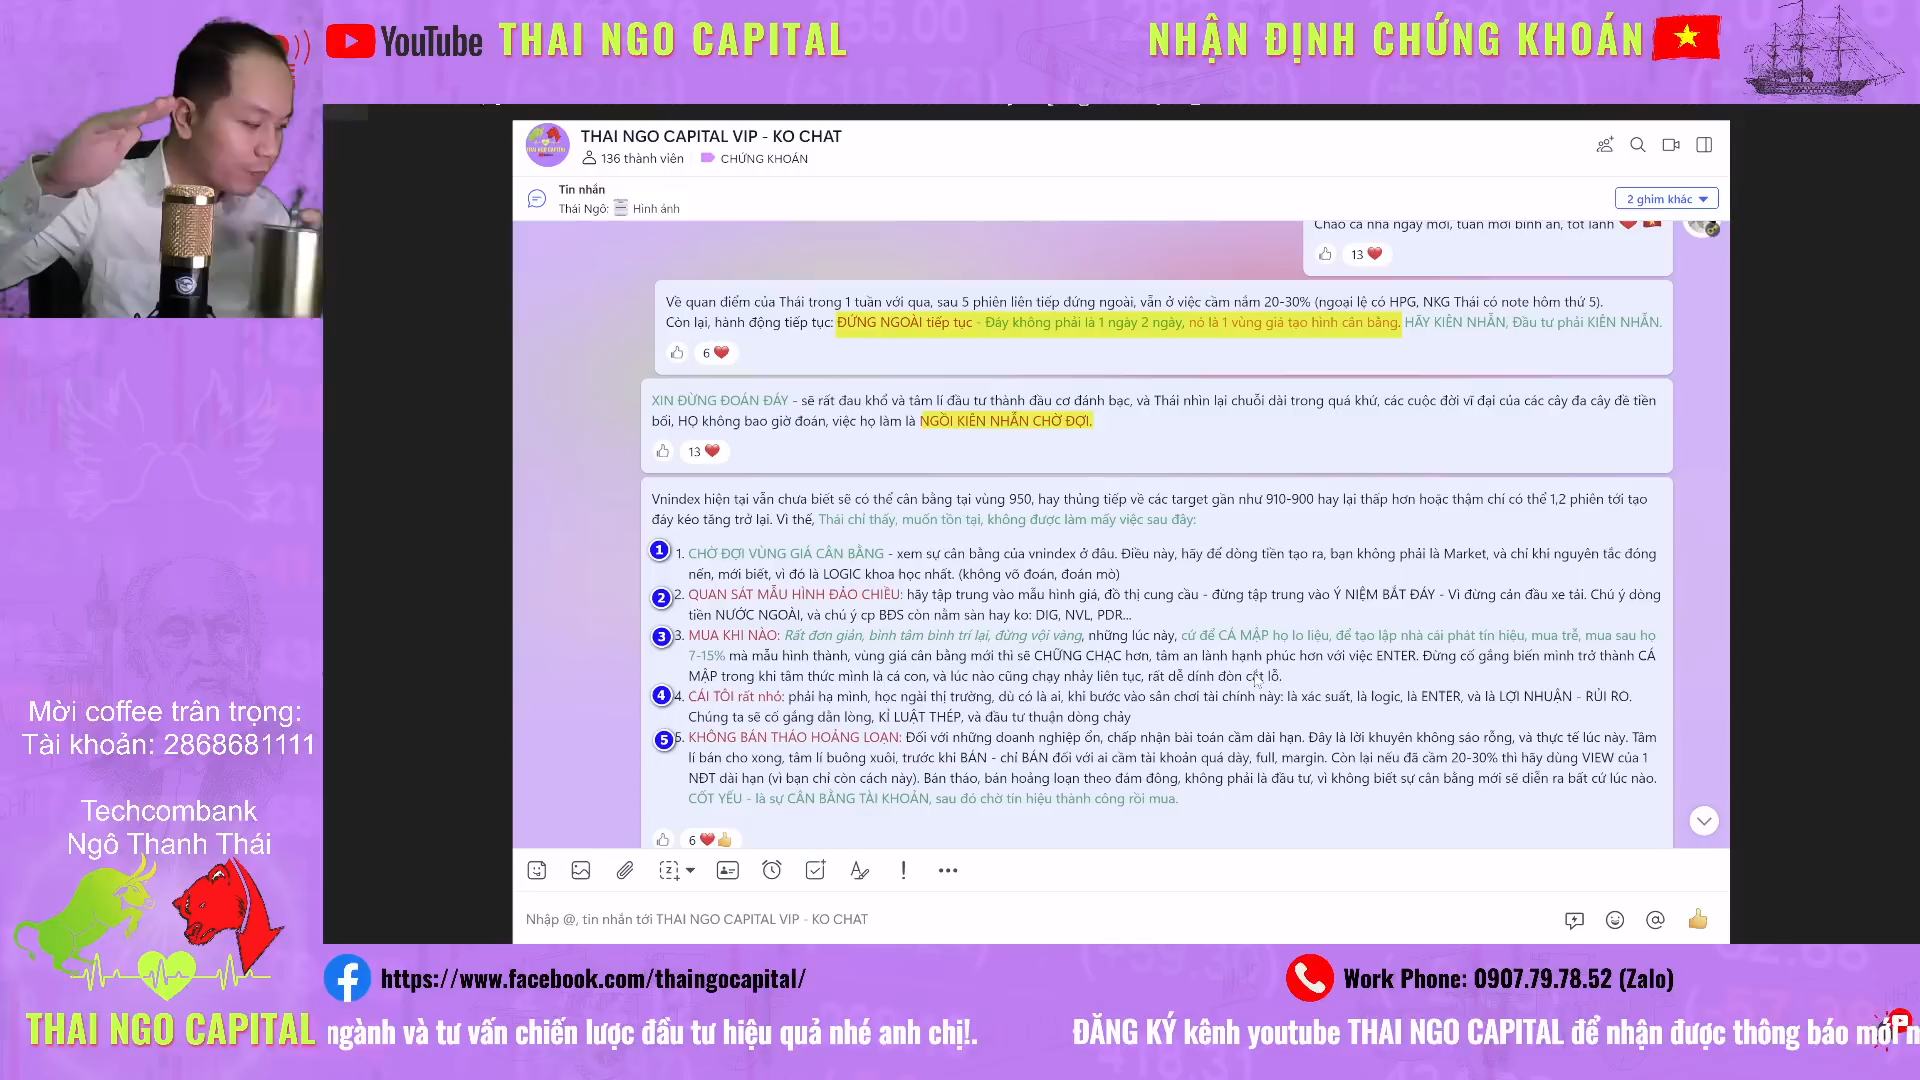 YouTube THAI NGO CAPITAL
NHẬN ĐỊNH CHỨNG KHOÁN
THAI NGO CAPITAL VIP - KO CHAT
136 thành viên
CHỨNG KHOÁN
Tin nhắn
Thái Ngô: Hình ảnh
2 ghim khác
Chào cả nhà ngày mới, tuần mới bình an, tốt lành
13
Về quan điểm của Thái trong 1 tuần với qua, sau 5 phiên liên tiếp đứng ngoài, vẫn ở việc cầm nắm 20-30% (ngoại lệ có HPG, NKG Thái có note hôm thứ 5).
Còn lại, hành động tiếp tục: ĐỨNG NGOÀI tiếp tục - Đáy không phải là 1 ngày 2 ngày, nó là 1 vùng giá tạo hình cân bằng. HÃY KIÊN NHẪN, Đầu tư phải KIÊN NHẪN.
6
XIN ĐỪNG ĐOÁN ĐÁY - sẽ rất đau khổ và tâm lí đầu tư thành đầu cơ đánh bạc, và Thái nhìn lại chuỗi dài trong quá khứ, các cuộc đời vĩ đại của các cây đa cây đề tiền
bối, HỌ không bao giờ đoán, việc họ làm là NGỒI KIÊN NHẪN CHỜ ĐỢI.
13
Vnindex hiện tại vẫn chưa biết sẽ có thể cân bằng tại vùng 950, hay thủng tiếp về các target gần như 910-900 hay lại thấp hơn hoặc thậm chí có thể 1,2 phiên tới tạo
đáy kéo tăng trở lại. Vì thế, Thái chỉ thấy, muốn tồn tại, không được làm mấy việc sau đây:
1 1. CHỜ ĐỢI VÙNG GIÁ CÂN BẰNG - xem sự cân bằng của vnindex ở đâu. Điều này, hãy để dòng tiền tạo ra, bạn không phải là Market, và chỉ khi nguyên tắc đóng
nến, mới biết, vì đó là LOGIC khoa học nhất. (không võ đoán, đoán mò)
2 2. QUAN SÁT MẪU HÌNH ĐẢO CHIỀU: hãy tập trung vào mẫu hình giá, đồ thị cung cầu - đừng tập trung vào Ý NIỆM BẮT ĐÁY - Vì đừng cản đầu xe tải. Chú ý dòng
tiền NƯỚC NGOÀI, và chú ý cp BĐS còn nằm sàn hay ko: DIG, NVL, PDR...
3 3. MUA KHI NÀO: Rất đơn giản, bình tâm bình trí lại, đừng vội vàng, những lúc này, cứ để CÁ MẬP họ lo liệu, để tạo lập nhà cái phát tín hiệu, mua trễ, mua sau họ
7-15% mà mẫu hình thành, vùng giá cân bằng mới thì sẽ CHỮNG CHẠC hơn, tâm an lành hạnh phúc hơn với việc ENTER. Đừng cố gắng biến mình trở thành CÁ
MẬP trong khi tâm thức mình là cá con, và lúc nào cũng chạy nhảy liên tục, rất dễ dính đòn cắt lỗ.
4 4. CÁI TÔI rất nhỏ: phải hạ mình, học ngài thị trường, dù có là ai, khi bước vào sân chơi tài chính này: là xác suất, là logic, là ENTER, và là LỢI NHUẬN - RỦI RO.
Chúng ta sẽ cố gắng dằn lòng, KỈ LUẬT THÉP, và đầu tư thuận dòng chảy
5 5. KHÔNG BÁN THÁO HOẢNG LOẠN: Đối với những doanh nghiệp ổn, chấp nhận bài toán cầm dài hạn. Đây là lời khuyên không sáo rỗng, và thực tế lúc này. Tâm
lí bán cho xong, tâm lí buông xuôi, trước khi BÁN - chỉ BÁN đối với ai cầm tài khoản quá dày, full, margin. Còn lại nếu đã cầm 20-30% thì hãy dùng VIEW của 1
NĐT dài hạn (vì bạn chỉ còn cách này). Bán tháo, bán hoảng loạn theo đám đông, không phải là đầu tư, vì không biết sự cân bằng mới sẽ diễn ra bất cứ lúc nào.
CỐT YẾU - là sự CÂN BẰNG TÀI KHOẢN, sau đó chờ tín hiệu thành công rồi mua.
6
Nhập @, tin nhắn tới THAI NGO CAPITAL VIP - KO CHAT
Mời coffee trân trọng:
Tài khoản: 2868681111
Techcombank
Ngô Thanh Thái
THAI NGO CAPITAL
https://www.facebook.com/thaingocapital/
Work Phone: 0907.79.78.52 (Zalo)
ngành và tư vấn chiến lược đầu tư hiệu quả nhé anh chị!.
ĐĂNG KÝ kênh youtube THAI NGO CAPITAL để nhận được thông báo mới